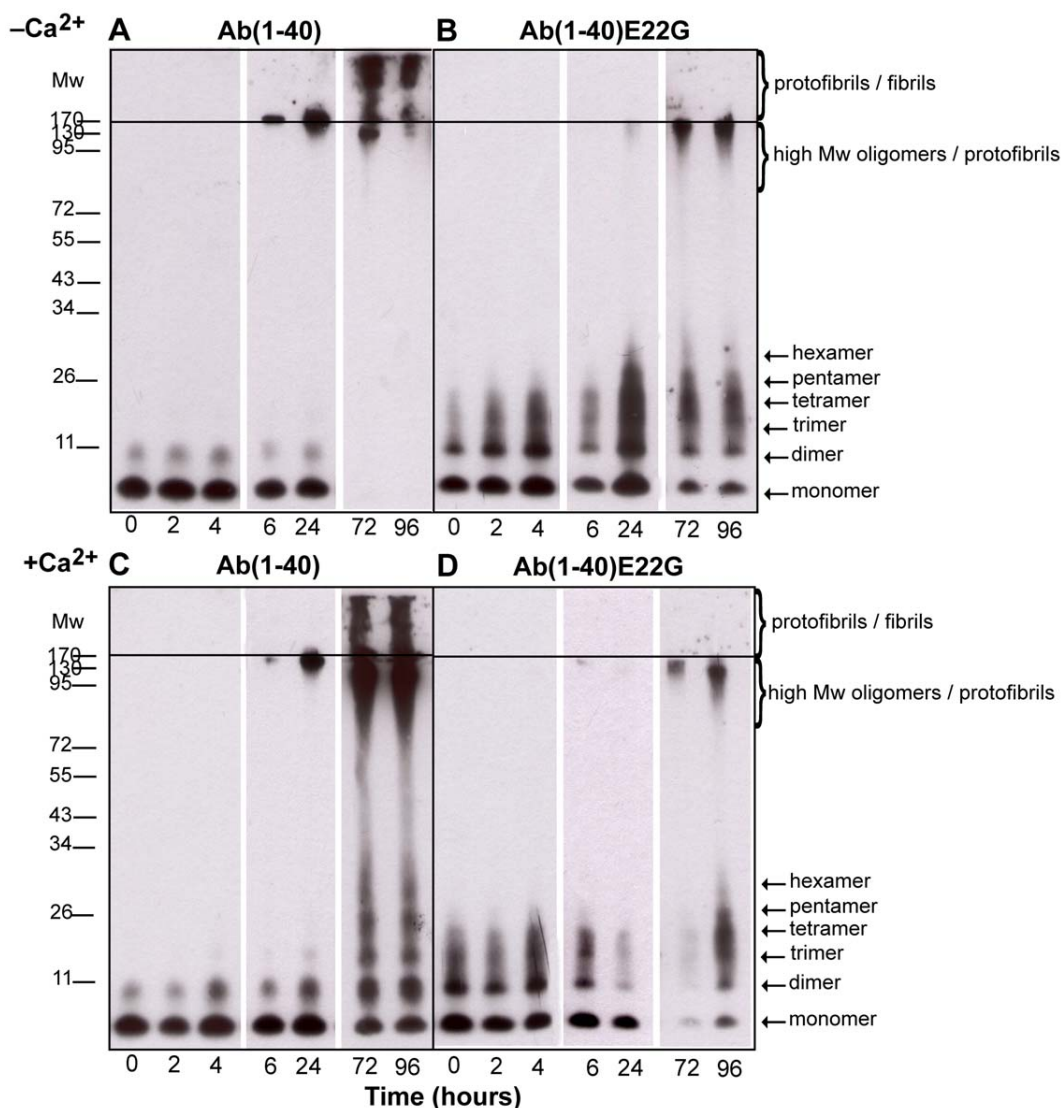 –Ca2+ A Ab(1-40) B Ab(1-40)E22G
Mw
170
130
95
72
55
43
34
26
11
protofibrils / fibrils
high Mw oligomers / protofibrils
hexamer
pentamer
tetramer
trimer
dimer
monomer
0 2 4 6 24 72 96 0 2 4 6 24 72 96
+Ca2+ C Ab(1-40) D Ab(1-40)E22G
Mw
170
130
95
72
55
43
34
26
11
protofibrils / fibrils
high Mw oligomers / protofibrils
hexamer
pentamer
tetramer
trimer
dimer
monomer
0 2 4 6 24 72 96 0 2 4 6 24 72 96
Time (hours)